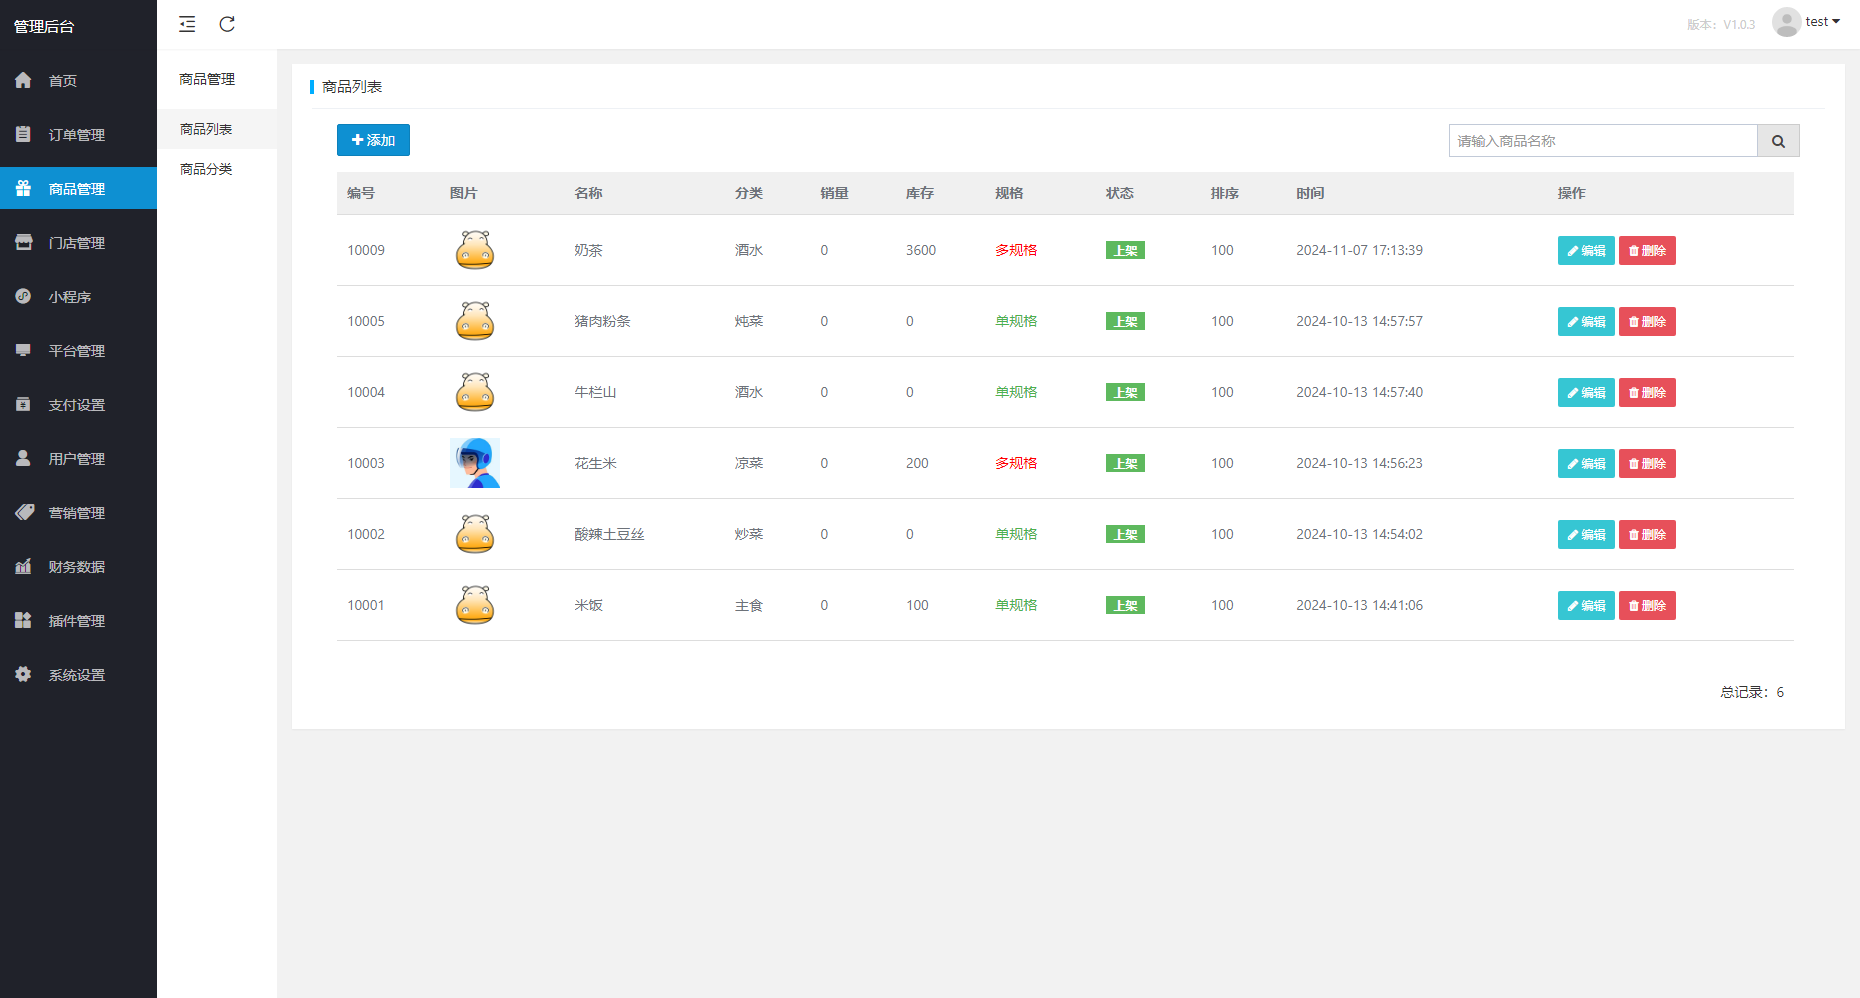 管理后台
版本：V1.0.3
test
首页
订单管理
商品管理
门店管理
小程序
平台管理
支付设置
用户管理
营销管理
财务数据
插件管理
系统设置
商品管理
商品列表
商品分类
商品列表
添加
请输入商品名称
编号 图片 名称 分类 销量 库存 规格 状态 排序 时间 操作
10009 奶茶 酒水 0 3600 多规格 上架 100 2024-11-07 17:13:39 编辑 删除
10005 猪肉粉条 炖菜 0 0 单规格 上架 100 2024-10-13 14:57:57 编辑 删除
10004 牛栏山 酒水 0 0 单规格 上架 100 2024-10-13 14:57:40 编辑 删除
10003 花生米 凉菜 0 200 多规格 上架 100 2024-10-13 14:56:23 编辑 删除
10002 酸辣土豆丝 炒菜 0 0 单规格 上架 100 2024-10-13 14:54:02 编辑 删除
10001 米饭 主食 0 100 单规格 上架 100 2024-10-13 14:41:06 编辑 删除
总记录：6